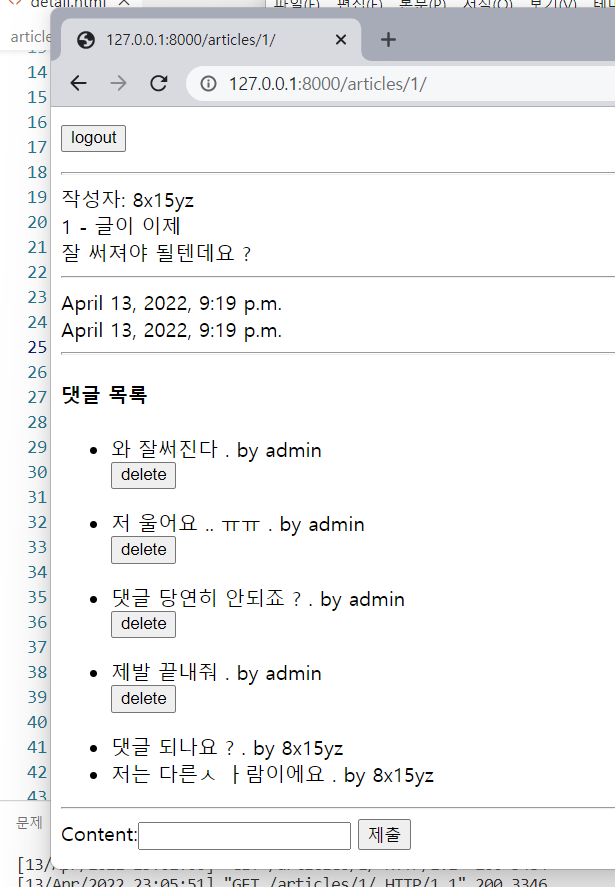 detail.html
파일(F) 편집(E) 서식(O) 보기(V)
127.0.0.1:8000/articles/1/
article
127.0.0.1:8000/articles/1/
14
15
16
17
18
19
20
21
22
23
24
25
26
27
28
29
30
31
32
33
34
35
36
37
38
39
40
41
42
43
logout
작성자: 8x15yz
1 - 글이 이제
잘 써져야 될텐데요 ?
April 13, 2022, 9:19 p.m.
April 13, 2022, 9:19 p.m.
댓글 목록
와 잘써진다 . by admin
delete
저 울어요 .. ㅠㅠ . by admin
delete
댓글 당연히 안되죠 ? . by admin
delete
제발 끝내줘 . by admin
delete
댓글 되나요 ? . by 8x15yz
저는 다른ㅅ ㅏ람이에요 . by 8x15yz
Content:
제출
문제
[13/Apr/2022 23:05:51] "GET /articles/1/ HTTP/1.1" 200 3346